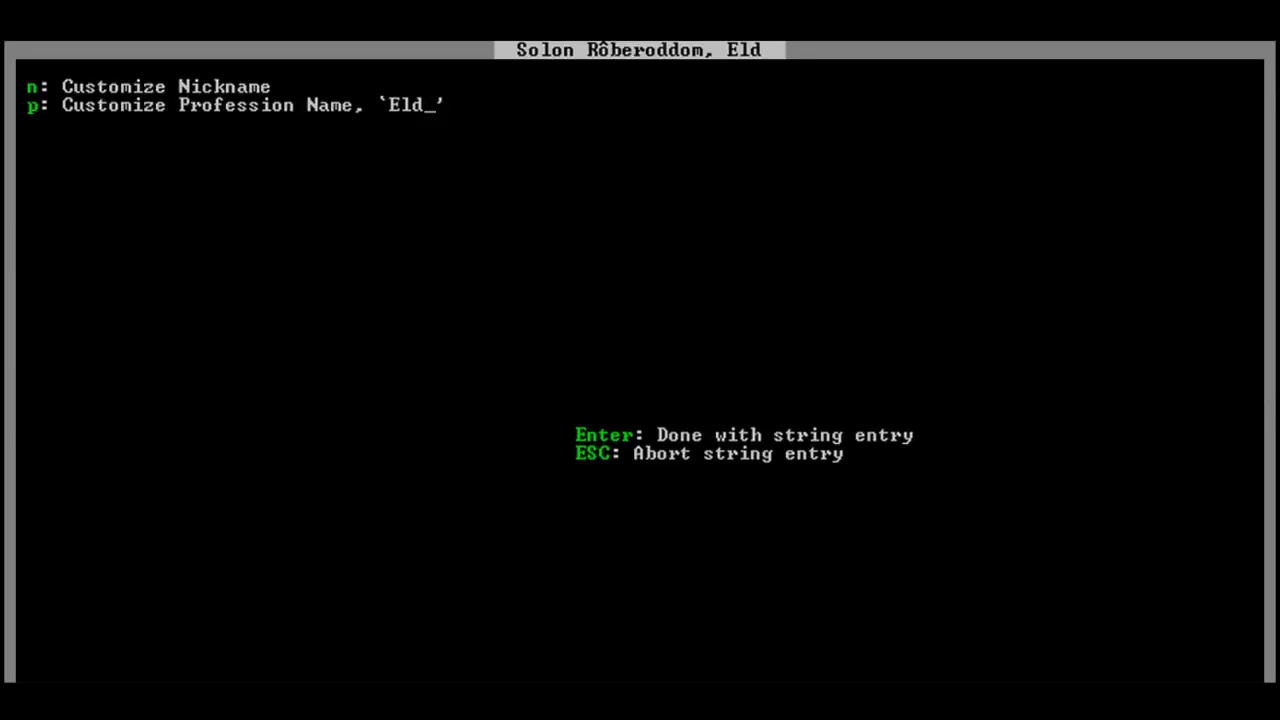 Solon Rôberoddom, Eld
n: Customize Nickname
p: Customize Profession Name, `Eld_'
Enter: Done with string entry
ESC: Abort string entry